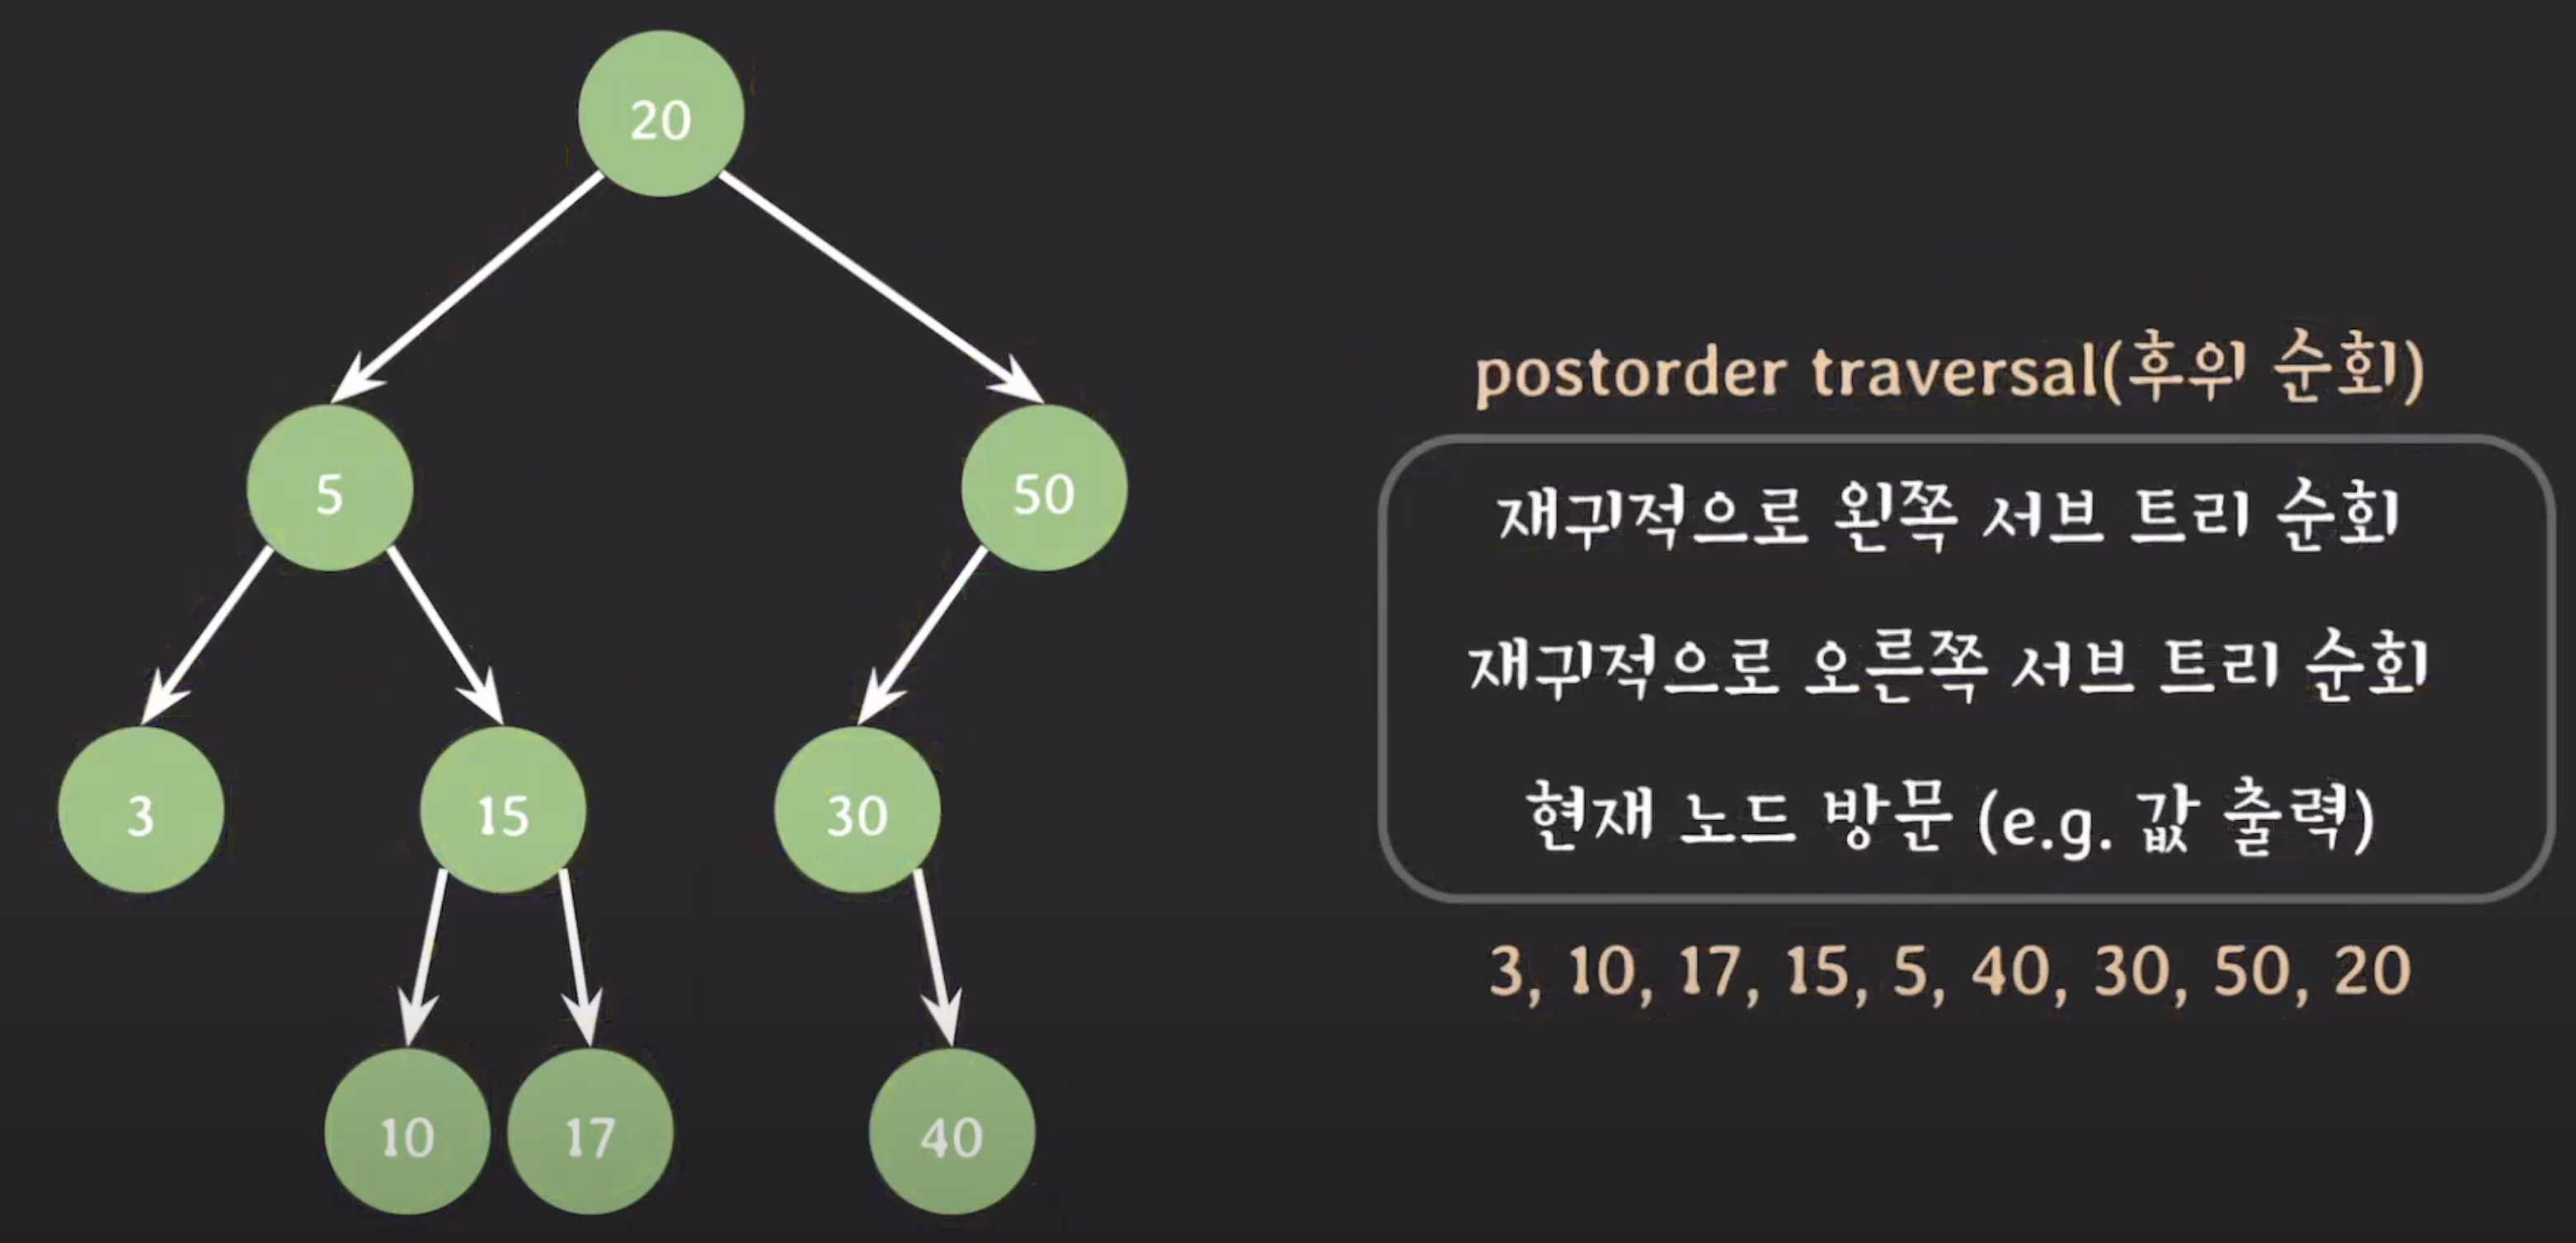 20
5
50
3
15
30
10
17
40
postorder traversal(후위 순회)
재귀적으로 왼쪽 서브 트리 순회
재귀적으로 오른쪽 서브 트리 순회
현재 노드 방문 (e.g. 값 출력)
3, 10, 17, 15, 5, 40, 30, 50, 20